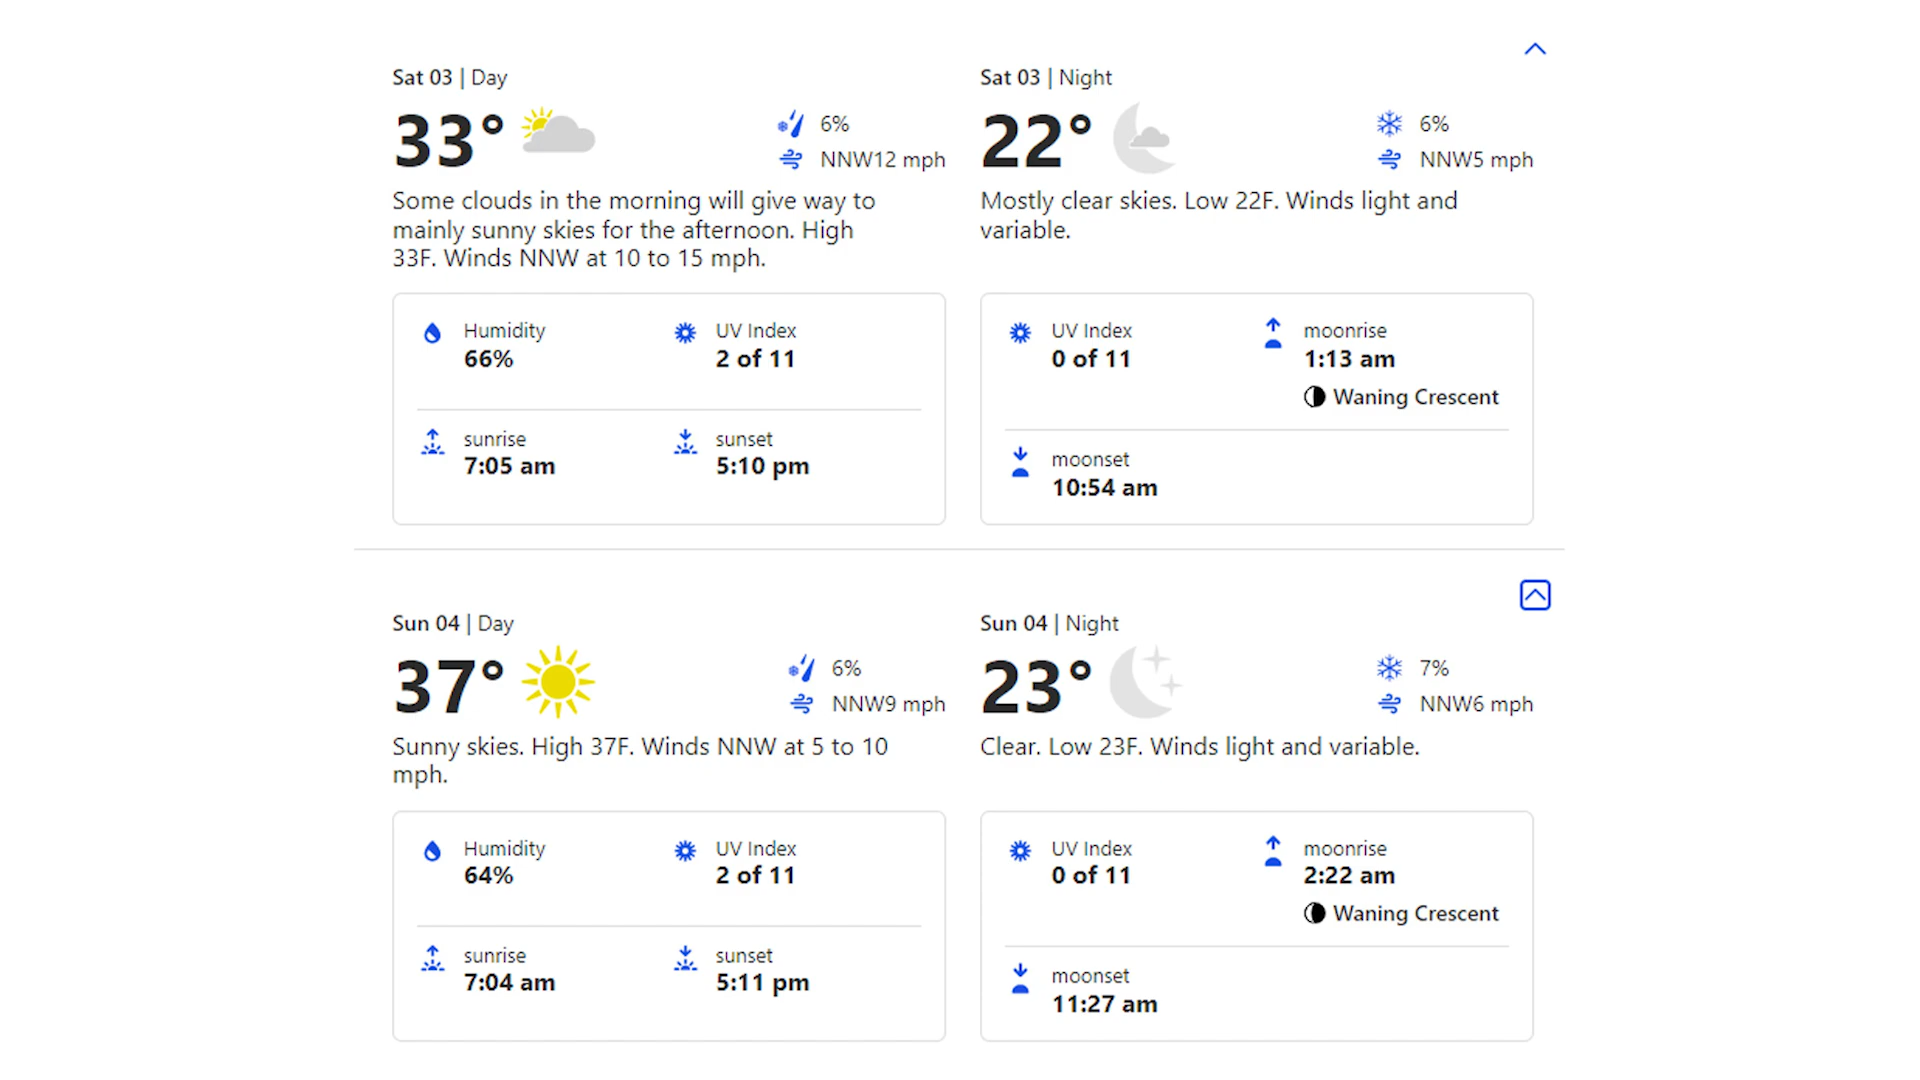 Sat 03 | Day
33°
6%
NNW12 mph
Some clouds in the morning will give way to
mainly sunny skies for the afternoon. High
33F. Winds NNW at 10 to 15 mph.
Humidity
66%
UV Index
2 of 11
sunrise
7:05 am
sunset
5:10 pm
Sat 03 | Night
22°
6%
NNW5 mph
Mostly clear skies. Low 22F. Winds light and
variable.
UV Index
0 of 11
moonrise
1:13 am
Waning Crescent
moonset
10:54 am
Sun 04 | Day
37°
6%
NNW9 mph
Sunny skies. High 37F. Winds NNW at 5 to 10
mph.
Humidity
64%
UV Index
2 of 11
sunrise
7:04 am
sunset
5:11 pm
Sun 04 | Night
23°
7%
NNW6 mph
Clear. Low 23F. Winds light and variable.
UV Index
0 of 11
moonrise
2:22 am
Waning Crescent
moonset
11:27 am